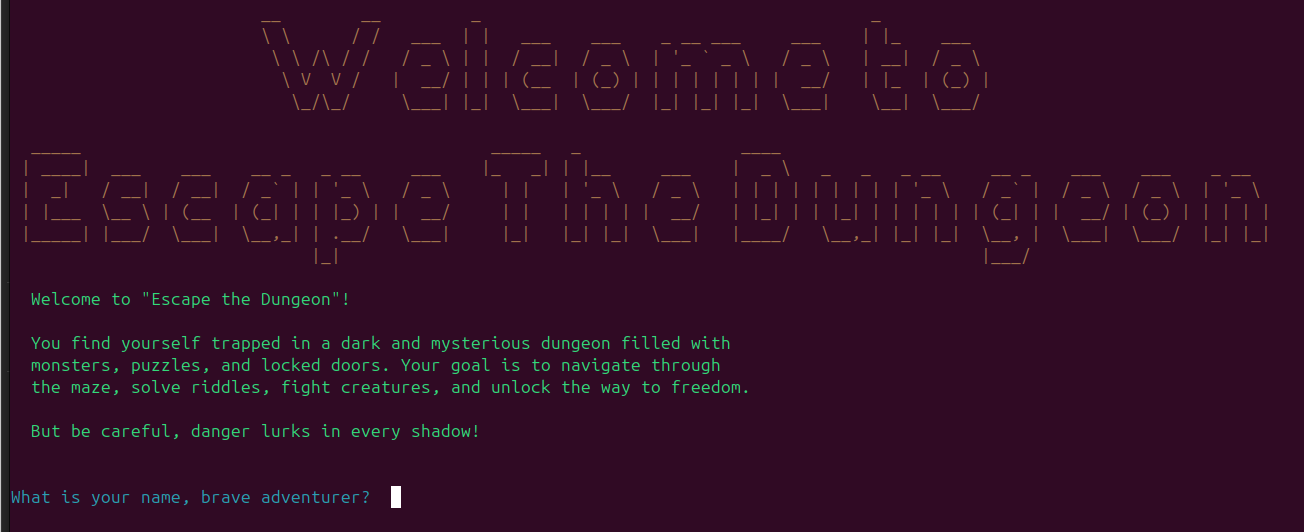 Welcome to
Escape The Dungeon
Welcome to "Escape the Dungeon"!
You find yourself trapped in a dark and mysterious dungeon filled with
monsters, puzzles, and locked doors. Your goal is to navigate through
the maze, solve riddles, fight creatures, and unlock the way to freedom.
But be careful, danger lurks in every shadow!
What is your name, brave adventurer?